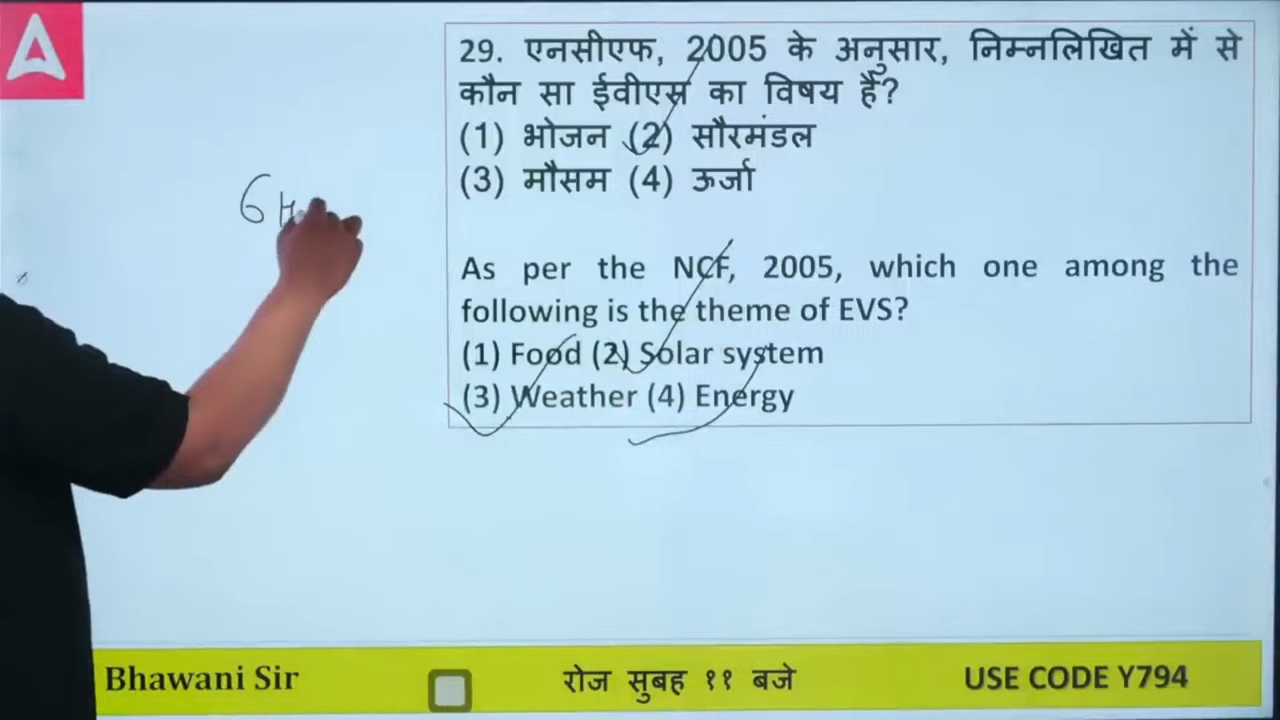 29. एनसीएफ, 2005 के अनुसार, निम्नलिखित में से
कौन सा ईवीएस का विषय है?
(1) भोजन (2) सौरमंडल
(3) मौसम (4) ऊर्जा
6
As per the NCF, 2005, which one among the
following is the theme of EVS?
(1) Food (2) Solar system
(3) Weather (4) Energy
Bhawani Sir
रोज सुबह ११ बजे
USE CODE Y794